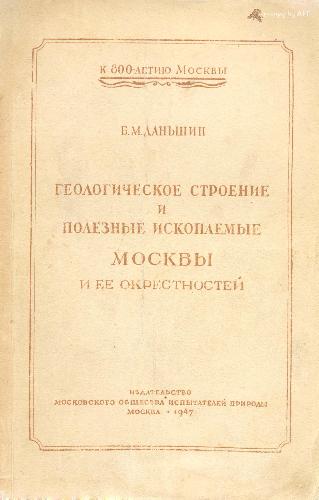 К 800-летию Москвы
Б.М.Даньшин
ГЕОЛОГИЧЕСКОЕ СТРОЕНИЕ
И
ПОЛЕЗНЫЕ ИСКОПАЕМЫЕ
МОСКВЫ
И ЕЕ ОКРЕСТНОСТЕЙ
ИЗДАТЕЛЬСТВО
МОСКОВСКОГО ОБЩЕСТВА ИСПЫТАТЕЛЕЙ ПРИРОДЫ
МОСКВА • 1947